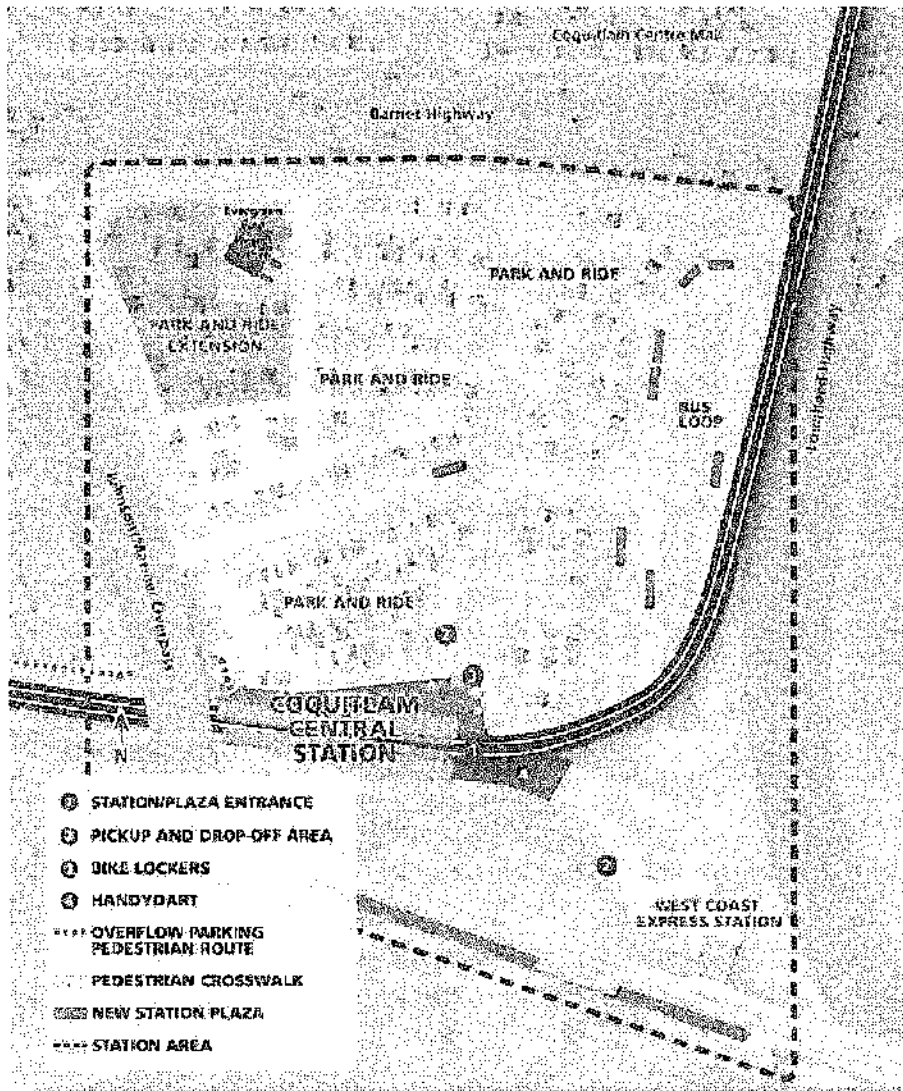 Coquitlam Centre Mall
Barnet Highway
Evergreen
PARK AND RIDE
PARK AND RIDE
EXTENSION
PARK AND RIDE
BUS
LOOP
Lougheed Highway
PARK AND RIDE
Overpass
COQUITLAM
CENTRAL
STATION
N
STATION/PLAZA ENTRANCE
PICKUP AND DROP-OFF AREA
BIKE LOCKERS
HANDYDART
OVERFLOW PARKING
PEDESTRIAN ROUTE
PEDESTRIAN CROSSWALK
NEW STATION PLAZA
STATION AREA
WEST COAST
EXPRESS STATION